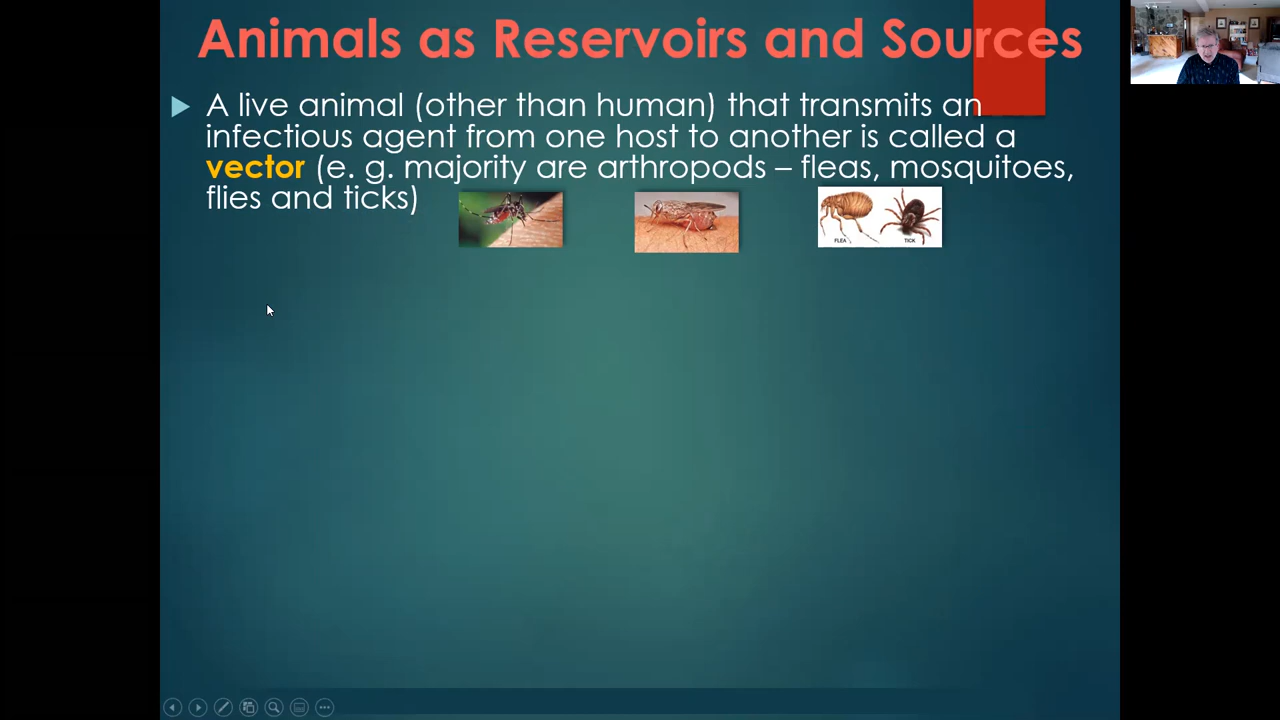 Animals as Reservoirs and Sources
A live animal (other than human) that transmits an
infectious agent from one host to another is called a
vector (e. g. majority are arthropods – fleas, mosquitoes,
flies and ticks)
FLEA TICK